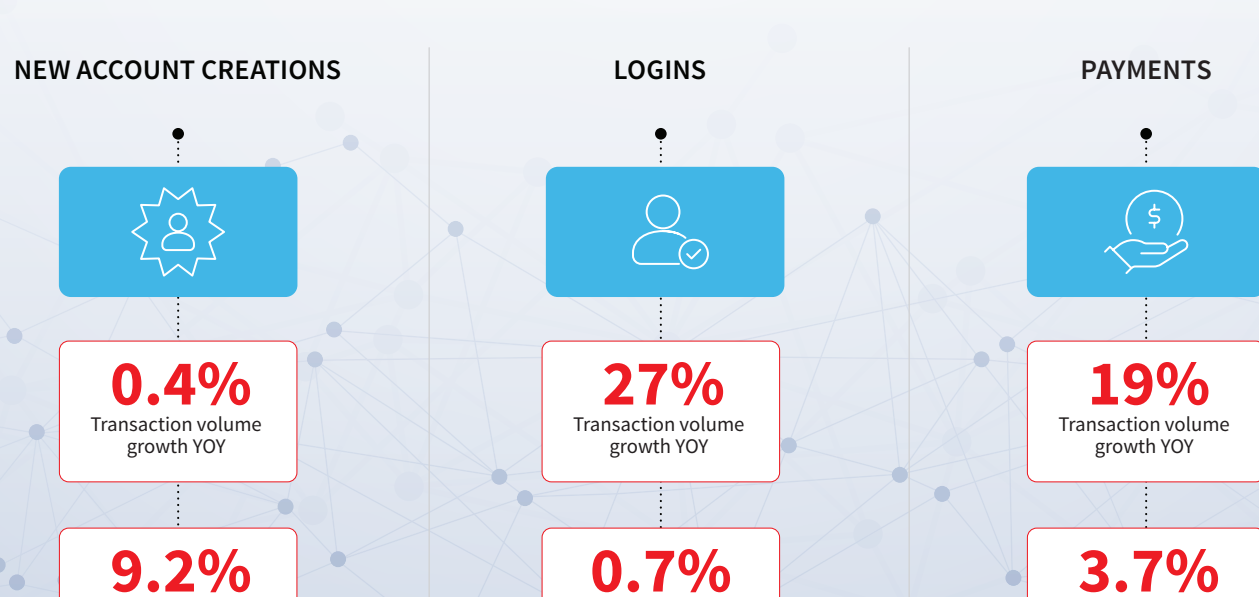 NEW ACCOUNT CREATIONS
LOGINS
PAYMENTS
$
0.4%
Transaction volume
growth YOY
27%
Transaction volume
growth YOY
19%
Transaction volume
growth YOY
9.2%
0.7%
3.7%